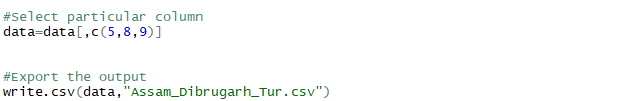 #Select particular column
data=data[,c(5,8,9)]
#Export the output
write.csv(data,"Assam_Dibrugarh_Tur.csv")